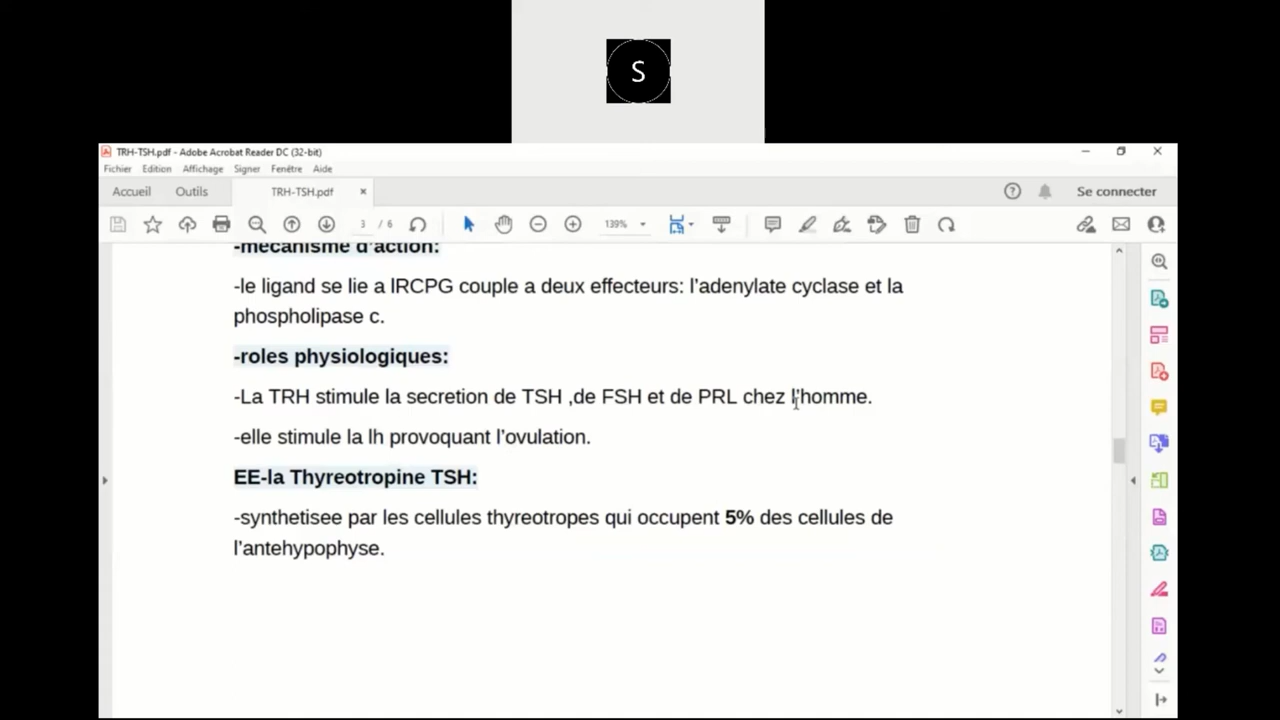 S
TRH-TSH.pdf - Adobe Acrobat Reader DC (32-bit)
Fichier Edition Affichage Signer Fenêtre Aide
Accueil Outils TRH-TSH.pdf × Se connecter
3 / 6 139%
-mecanisme d'action:
-le ligand se lie a lRCPG couple a deux effecteurs: l'adenylate cyclase et la
phospholipase c.
-roles physiologiques:
-La TRH stimule la secretion de TSH ,de FSH et de PRL chez l'homme.
-elle stimule la lh provoquant l'ovulation.
EE-la Thyreotropine TSH:
-synthetisee par les cellules thyreotropes qui occupent 5% des cellules de
l'antehypophyse.